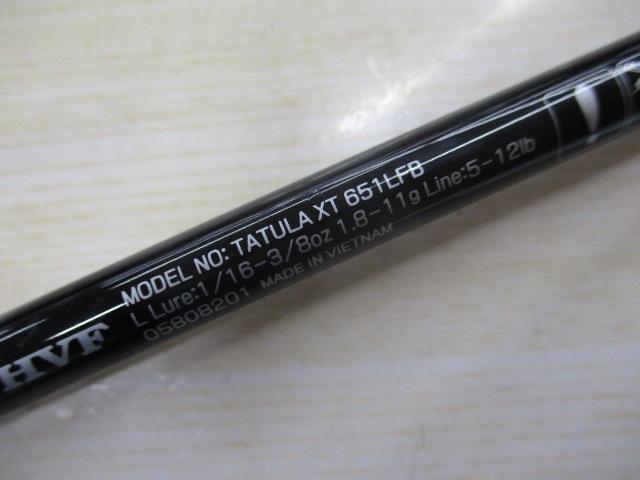 MODEL NO: TATULA XT 651LFB
L Lure:1/16-3/8oz 1.8-11g Line:5-12lb
05808201 MADE IN VIETNAM
HVF